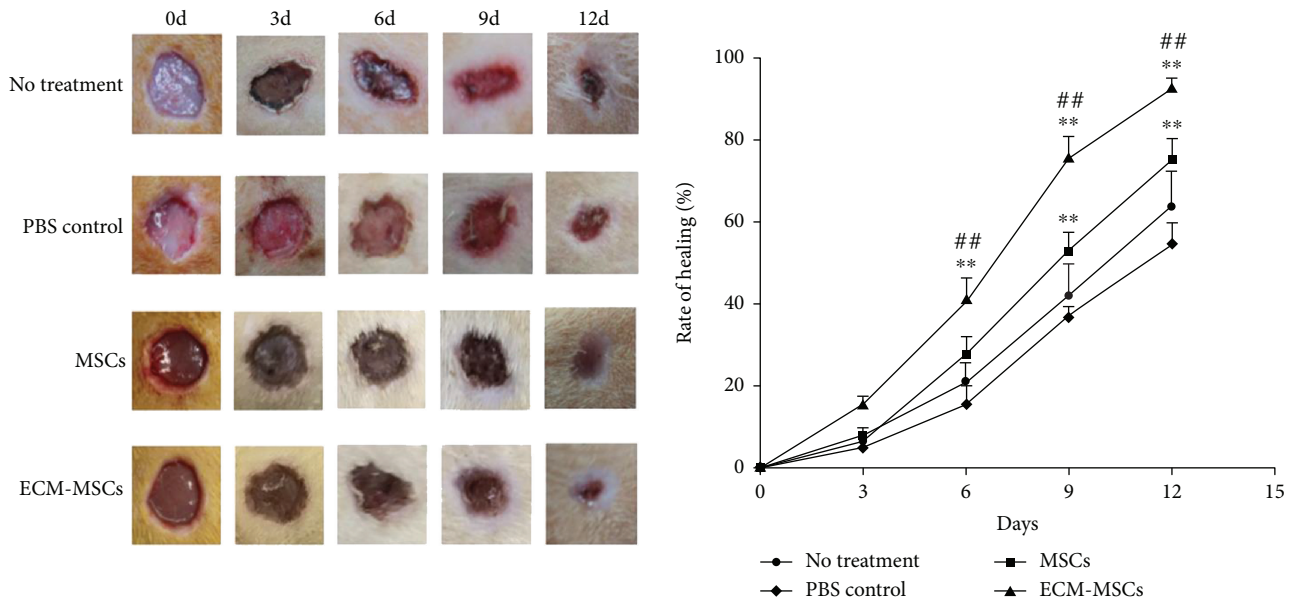 0d 3d 6d 9d 12d
No treatment
PBS control
MSCs
ECM-MSCs
Rate of healing (%)
100
80
60
40
20
0
##
**
##
**
**
##
**
**
0 3 6 9 12 15
Days
No treatment MSCs
PBS control ECM-MSCs